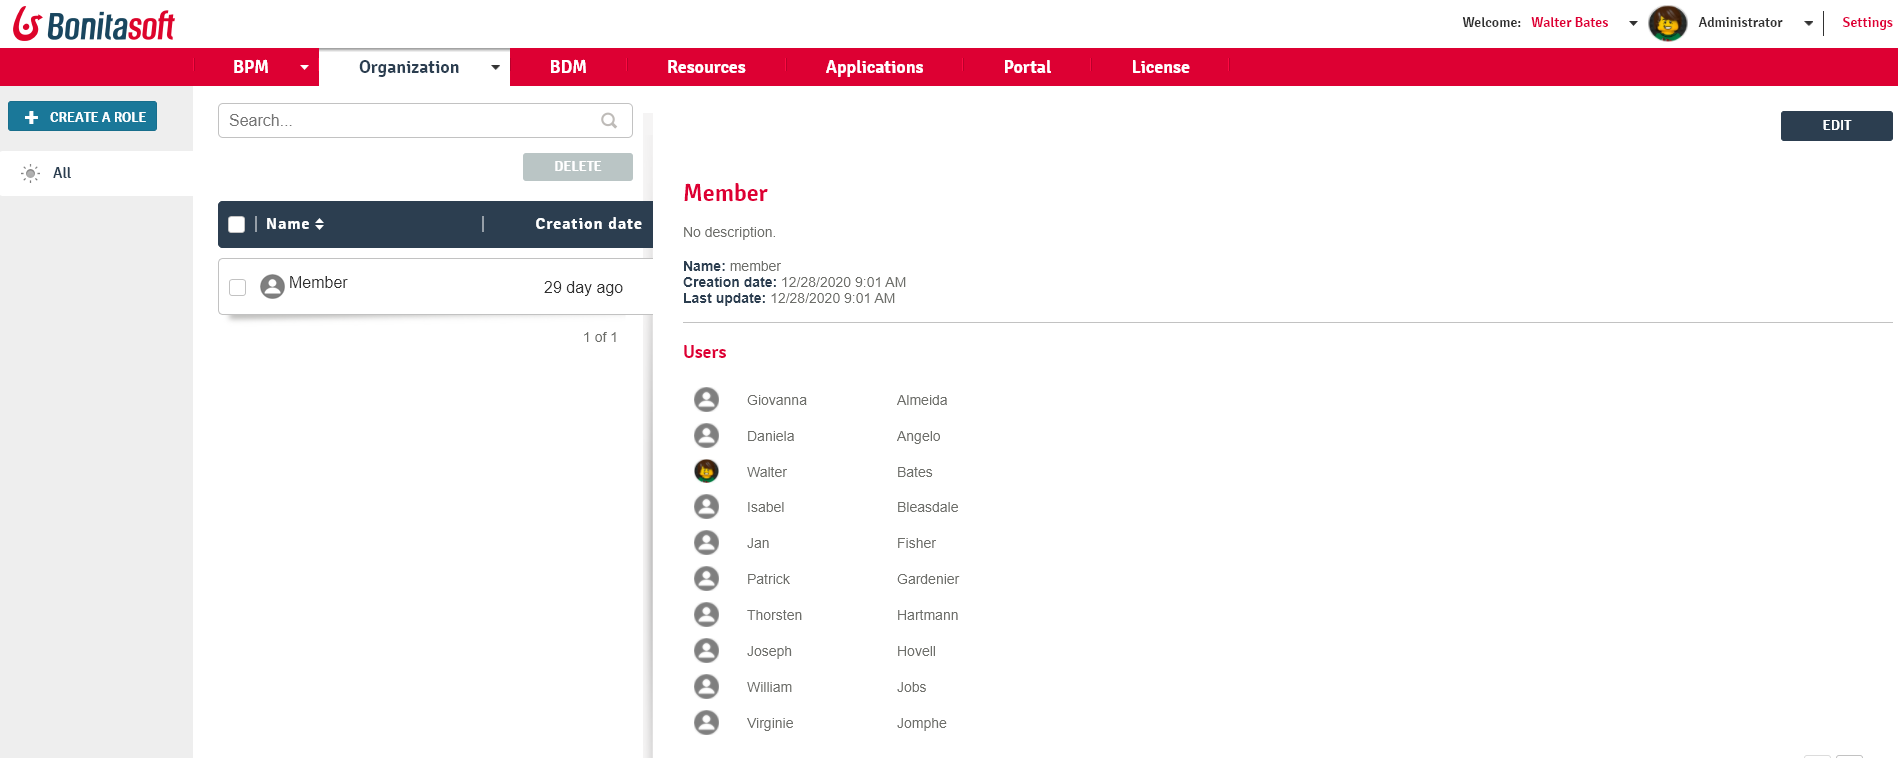 Bonitasoft
Welcome: Walter Bates Administrator Settings
BPM Organization BDM Resources Applications Portal License
CREATE A ROLE
All
Search...
DELETE
Name Creation date
Member 29 day ago
1 of 1
EDIT
Member
No description.
Name: member
Creation date: 12/28/2020 9:01 AM
Last update: 12/28/2020 9:01 AM
Users
Giovanna Almeida
Daniela Angelo
Walter Bates
Isabel Bleasdale
Jan Fisher
Patrick Gardenier
Thorsten Hartmann
Joseph Hovell
William Jobs
Virginie Jomphe